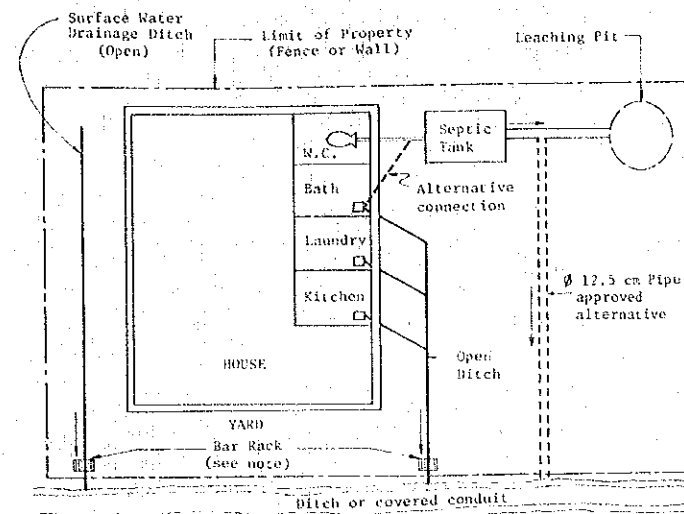 Surface Water
Drainage Ditch
(Open)
Limit of Property
(Fence or Wall)
Leaching Pit
W.C.
Septic
Tank
Bath
Alternative
connection
Laundry
Kitchen
Ø 12.5 cm Pipe
approved
alternative
HOUSE
Open
Ditch
YARD
Bar Rack
(see note)
Ditch or covered conduit